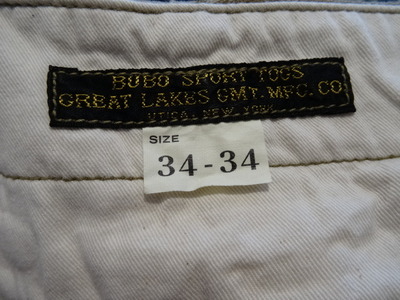 BOBO SPORT TOGS
GREAT LAKES GMT. MFG. CO
UTICA, NEW YORK
SIZE
34-34